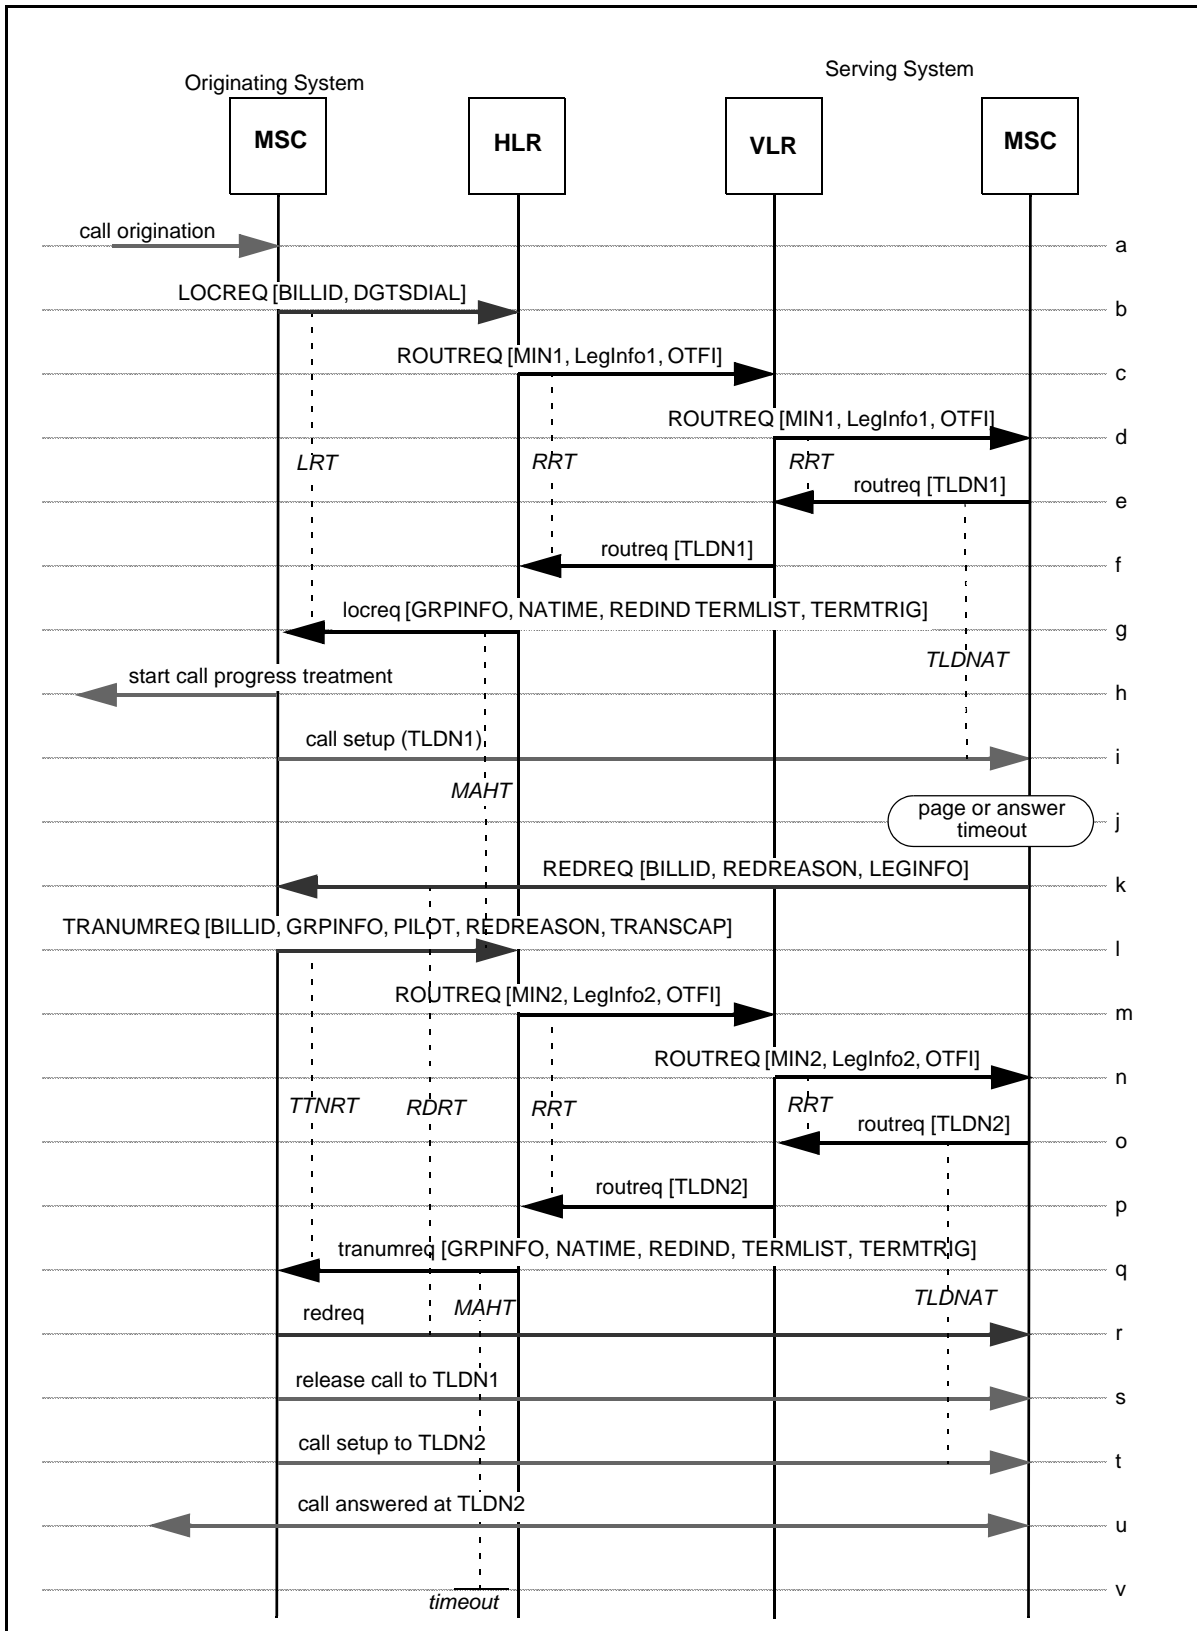 Originating System
Serving System
MSC
HLR
VLR
MSC
call origination
a
LOCREQ [BILLID, DGTSDIAL]
b
ROUTREQ [MIN1, LegInfo1, OTFI]
c
ROUTREQ [MIN1, LegInfo1, OTFI]
d
LRT
RRT
RRT
routreq [TLDN1]
e
routreq [TLDN1]
f
locreq [GRPINFO, NATIME, REDIND TERMLIST, TERMTRIG]
g
TLDNAT
start call progress treatment
h
call setup (TLDN1)
i
MAHT
page or answer
timeout
j
REDREQ [BILLID, REDREASON, LEGINFO]
k
TRANUMREQ [BILLID, GRPINFO, PILOT, REDREASON, TRANSCAP]
l
ROUTREQ [MIN2, LegInfo2, OTFI]
m
ROUTREQ [MIN2, LegInfo2, OTFI]
n
TTNRT
RDRT
RRT
RRT
routreq [TLDN2]
o
routreq [TLDN2]
p
tranumreq [GRPINFO, NATIME, REDIND, TERMLIST, TERMTRIG]
q
MAHT
TLDNAT
redreq
r
release call to TLDN1
s
call setup to TLDN2
t
call answered at TLDN2
u
timeout
v